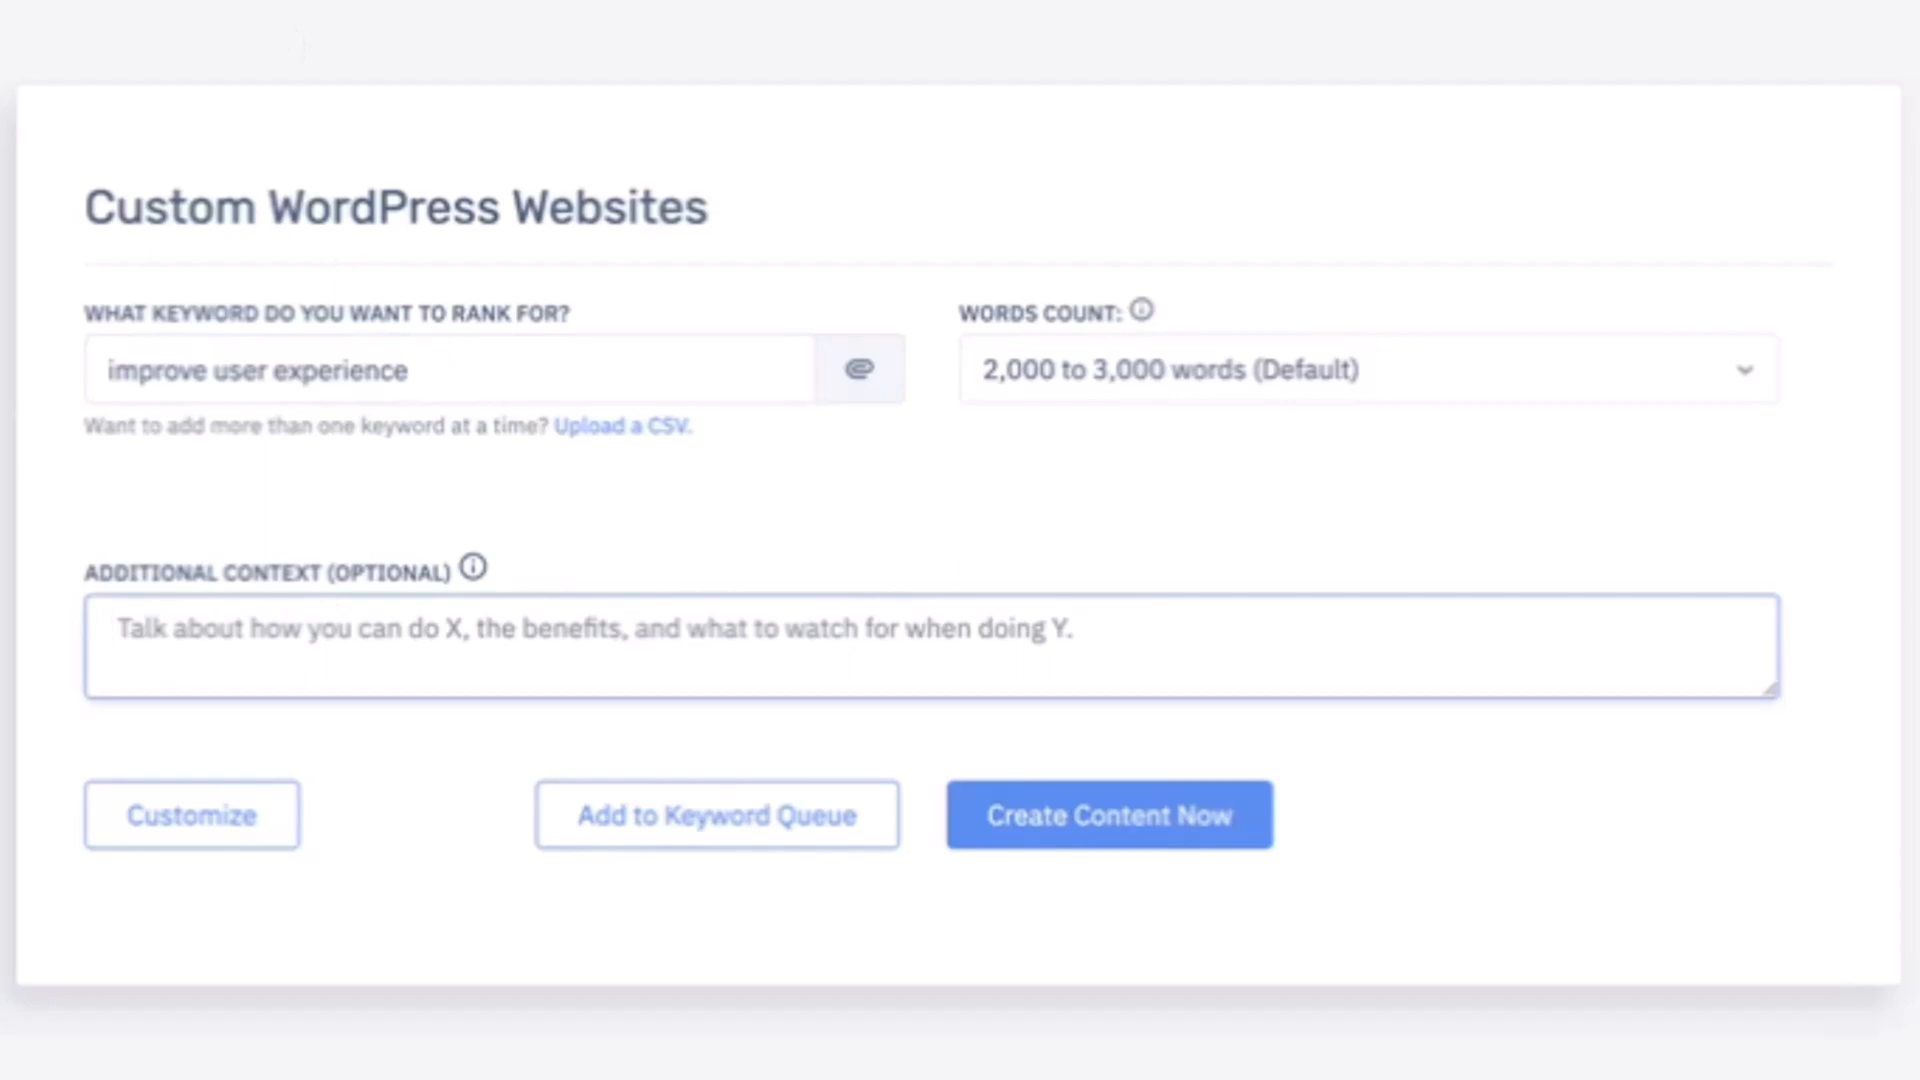 Custom WordPress Websites
WHAT KEYWORD DO YOU WANT TO RANK FOR?
WORDS COUNT:
improve user experience
2,000 to 3,000 words (Default)
Want to add more than one keyword at a time? Upload a CSV.
ADDITIONAL CONTEXT (OPTIONAL)
Talk about how you can do X, the benefits, and what to watch for when doing Y.
Customize
Add to Keyword Queue
Create Content Now